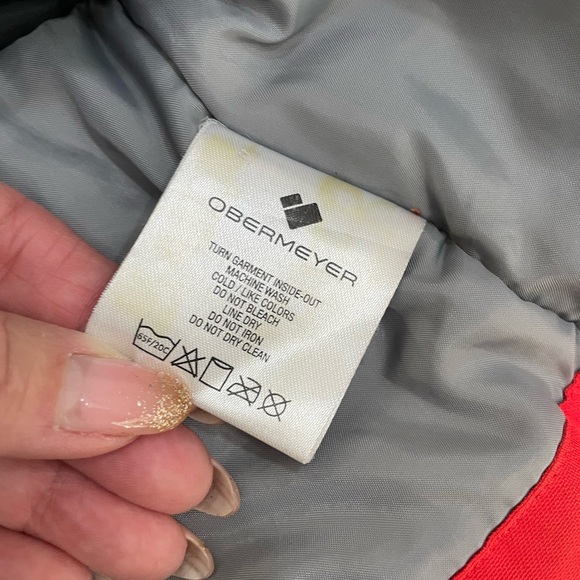 OBERMEYER
TURN GARMENT INSIDE-OUT
MACHINE WASH
COLD / LIKE COLORS
DO NOT BLEACH
LINE DRY
DO NOT IRON
DO NOT DRY CLEAN
65F/20C